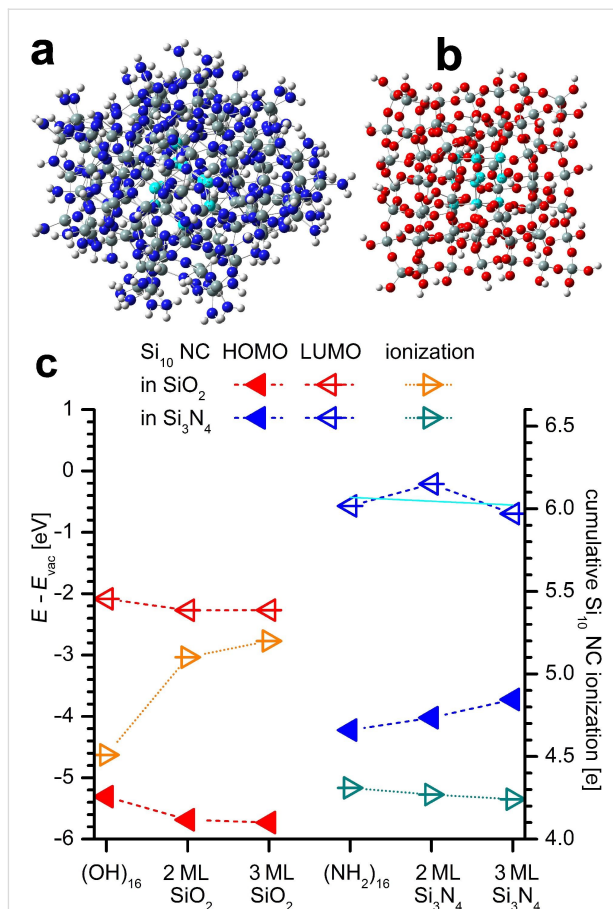 a
b
c
Si₁₀ NC HOMO LUMO ionization
in SiO₂
in Si₃N₄
1
0
–1
–2
–3
–4
–5
–6
E - E_vac [eV]
6.5
6.0
5.5
5.0
4.5
4.0
cumulative Si₁₀ NC ionization [e]
(OH)₁₆ 2 ML 3 ML (NH₂)₁₆ 2 ML 3 ML
SiO₂ SiO₂ Si₃N₄ Si₃N₄